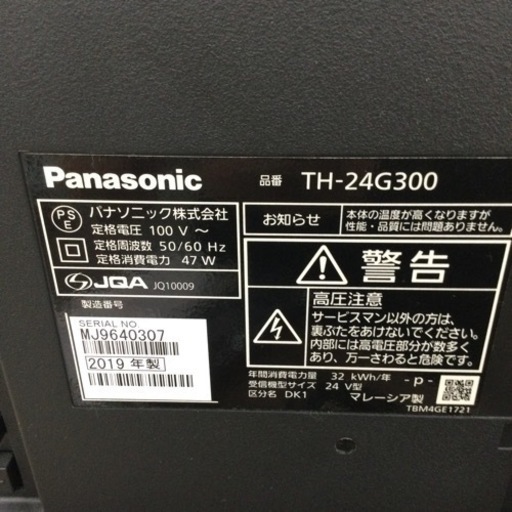 Panasonic
品番 TH-24G300
PS
E
パナソニック株式会社
定格電圧 100 V ～
定格周波数 50/60 Hz
定格消費電力 47 W
JQA JQ10009
製造番号
SERIAL NO
MJ9640307
2019 年製
お知らせ
本体の温度が高くなりますが
性能・品質には問題ありません。
警告
高圧注意
サービスマン以外の方は、
裏ぶたをあけないでください。
内部には高電圧部分が数多く
あり、万一さわると危険です。
年間消費電力量 32 kWh/年
受信機型サイズ 24 V型
区分名 DK1
-p-
マレーシア製
TBM4GE1721